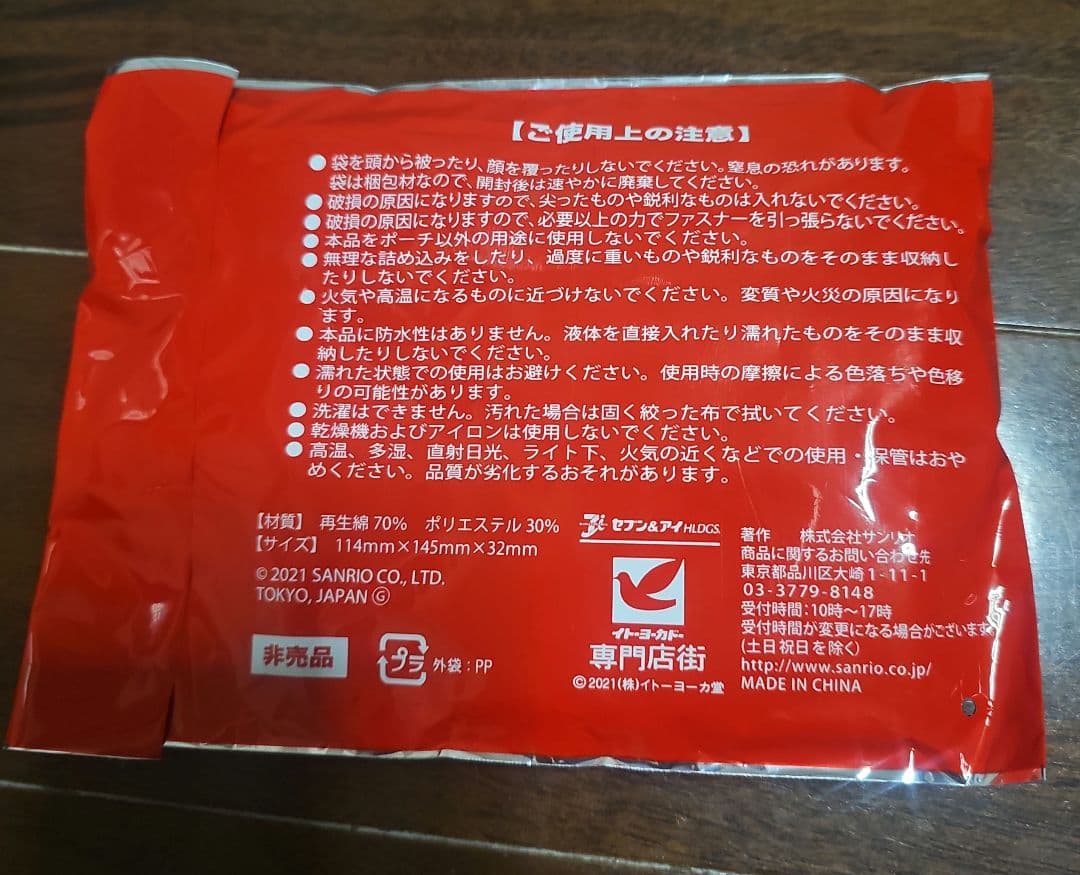 【ご使用上の注意】
●袋を頭から被ったり、顔を覆ったりしないでください。窒息の恐れがあります。
袋は梱包材なので、開封後は速やかに廃棄してください。
●破損の原因になりますので、尖ったものや鋭利なものは入れないでください。
●破損の原因になりますので、必要以上の力でファスナーを引っ張らないでください。
●本品をポーチ以外の用途に使用しないでください。
●無理な詰め込みをしたり、過度に重いものや鋭利なものをそのまま収納し
たりしないでください。
●火気や高温になるものに近づけないでください。変質や火災の原因になり
ます。
●本品に防水性はありません。液体を直接入れたり濡れたものをそのまま収
納したりしないでください。
●濡れた状態での使用はお避けください。使用時の摩擦による色落ちや色移
りの可能性があります。
●洗濯はできません。汚れた場合は固く絞った布で拭いてください。
●乾燥機およびアイロンは使用しないでください。
●高温、多湿、直射日光、ライト下、火気の近くなどでの使用・保管はおや
めください。品質が劣化するおそれがあります。
【材質】 再生綿70% ポリエステル30%
【サイズ】 114mm×145mm×32mm
© 2021 SANRIO CO., LTD.
TOKYO, JAPAN Ⓖ
非売品
プラ 外袋:PP
セブン&アイHLDGS.
イトーヨーカドー
専門店街
© 2021(株)イトーヨーカ堂
著作 株式会社サンリオ
商品に関するお問い合わせ先
東京都品川区大崎1-11-1
03-3779-8148
受付時間:10時~17時
受付時間が変更になる場合がございます。
(土日祝日を除く)
http://www.sanrio.co.jp/
MADE IN CHINA